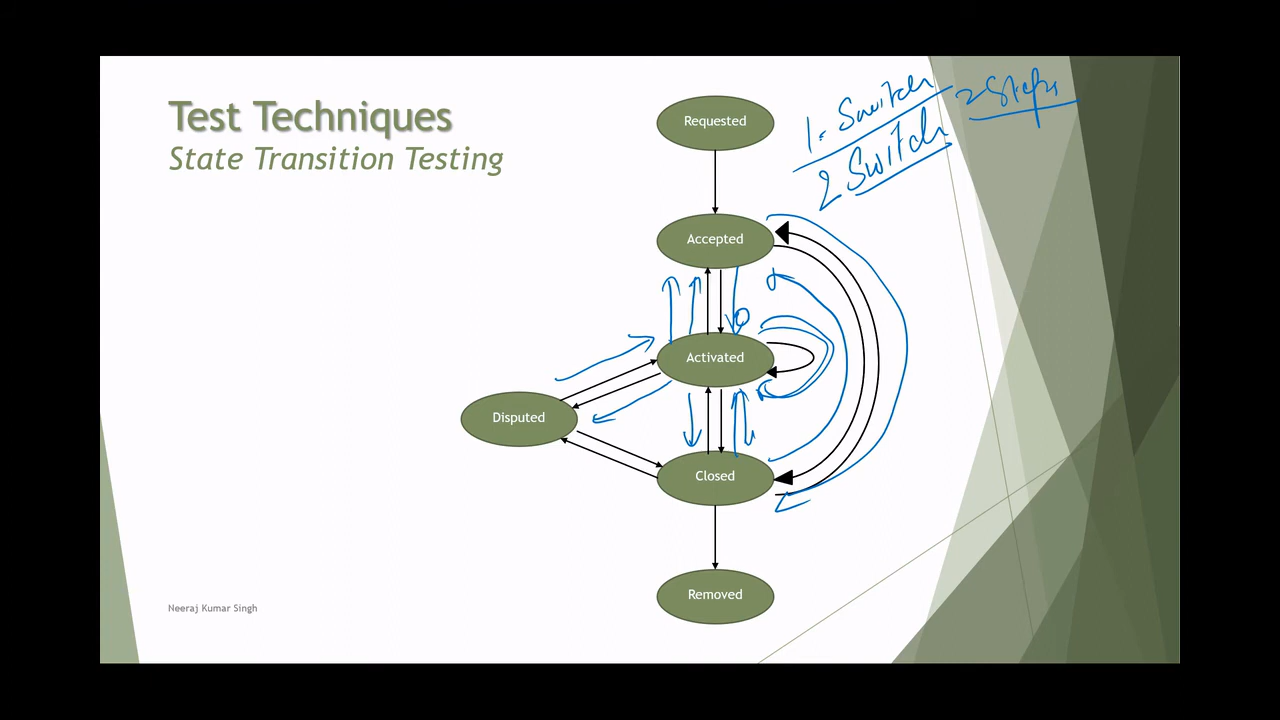 Test Techniques
State Transition Testing
Requested
1. Switch
2 Steps
2 Switch
Accepted
Activated
Disputed
Closed
Removed
Neeraj Kumar Singh